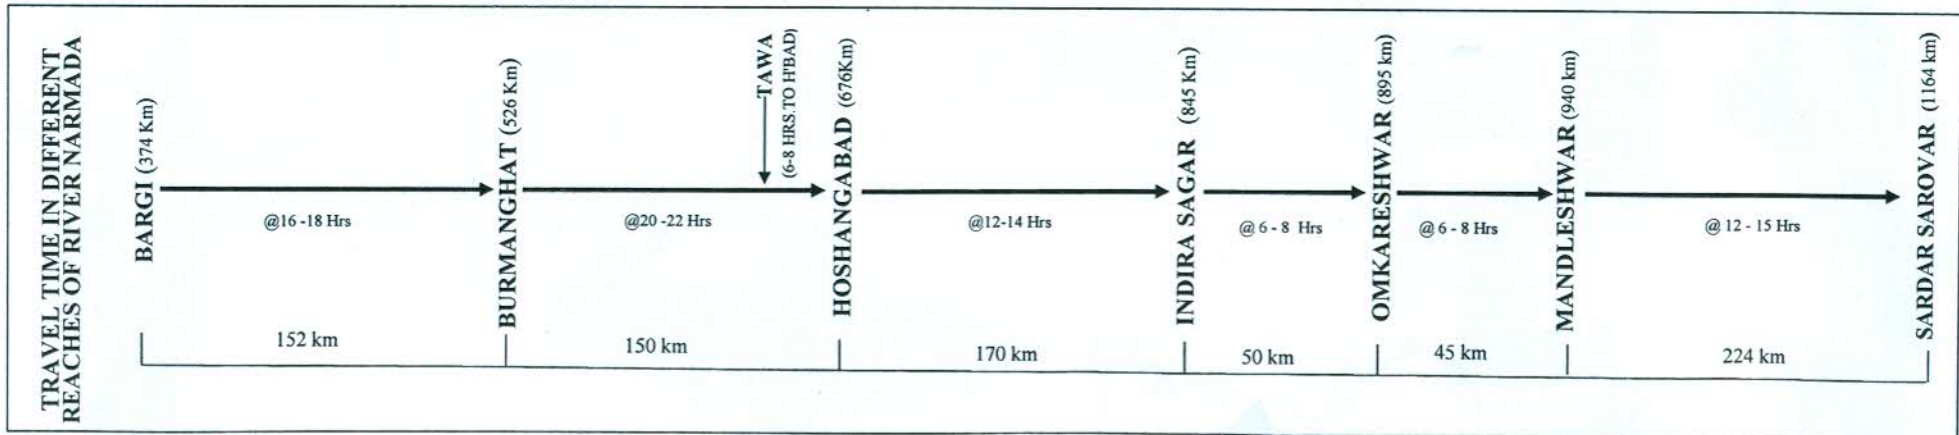 TRAVEL TIME IN DIFFERENT
REACHES OF RIVER NARMADA
BARGI (374 Km)
@16 -18 Hrs
152 km
BURMANGHAT (526 Km)
@20 -22 Hrs
150 km
TAWA
(6-8 HRS.TO H'BAD)
HOSHANGABAD (676Km)
@12-14 Hrs
170 km
INDIRA SAGAR (845 Km)
@ 6 - 8 Hrs
50 km
OMKARESHWAR (895 km)
@ 6 - 8 Hrs
45 km
MANDLESHWAR (940 km)
@ 12 - 15 Hrs
224 km
SARDAR SAROVAR (1164 km)